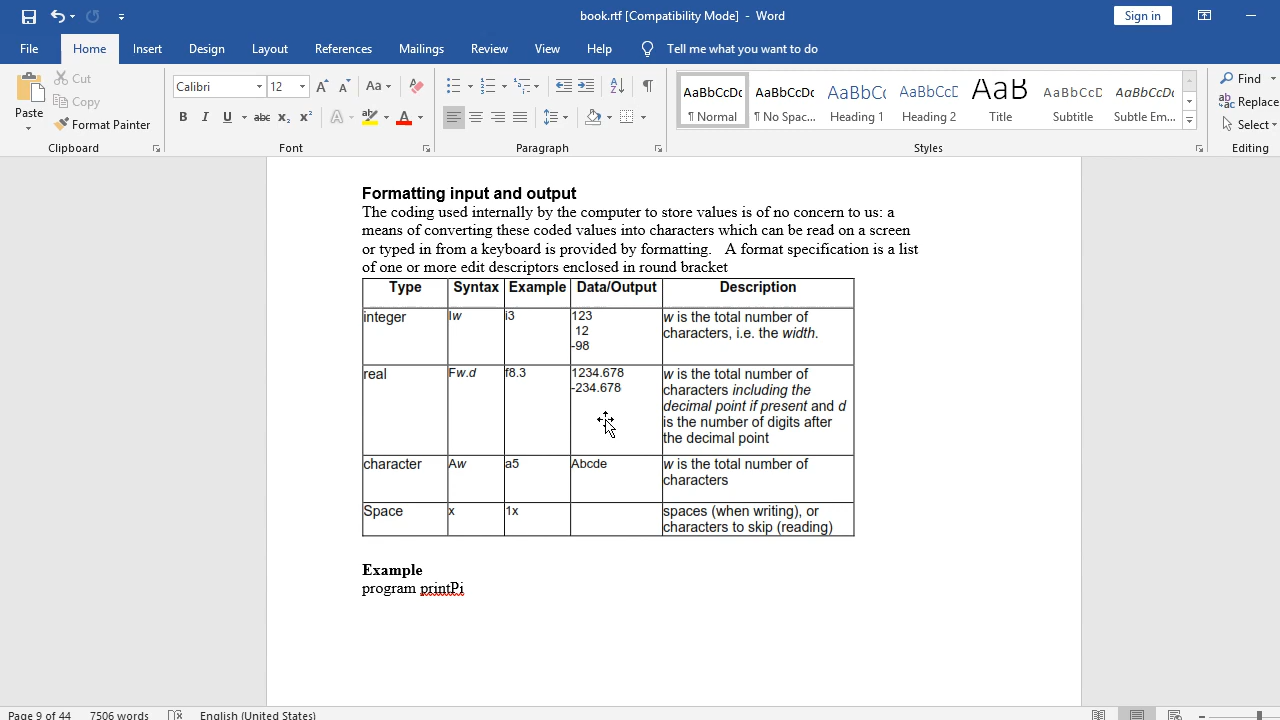 book.rtf [Compatibility Mode] - Word
Sign in
File Home Insert Design Layout References Mailings Review View Help Tell me what you want to do
Paste
Cut
Copy
Format Painter
Clipboard
Calibri 12
Font
Paragraph
AaBbCcDc ¶ Normal
AaBbCcDc ¶ No Spac...
AaBbCc Heading 1
AaBbCcD Heading 2
AaB Title
AaBbCcD Subtitle
AaBbCcDc Subtle Em...
Styles
Find
Replace
Select
Editing
Formatting input and output
The coding used internally by the computer to store values is of no concern to us: a
means of converting these coded values into characters which can be read on a screen
or typed in from a keyboard is provided by formatting. A format specification is a list
of one or more edit descriptors enclosed in round bracket
Type Syntax Example Data/Output Description
integer Iw i3 123 w is the total number of
12 characters, i.e. the width.
-98
real Fw.d f8.3 1234.678 w is the total number of
-234.678 characters including the
decimal point if present and d
is the number of digits after
the decimal point
character Aw a5 Abcde w is the total number of
characters
Space x 1x spaces (when writing), or
characters to skip (reading)
Example
program printPi
Page 9 of 44 7506 words English (United States)